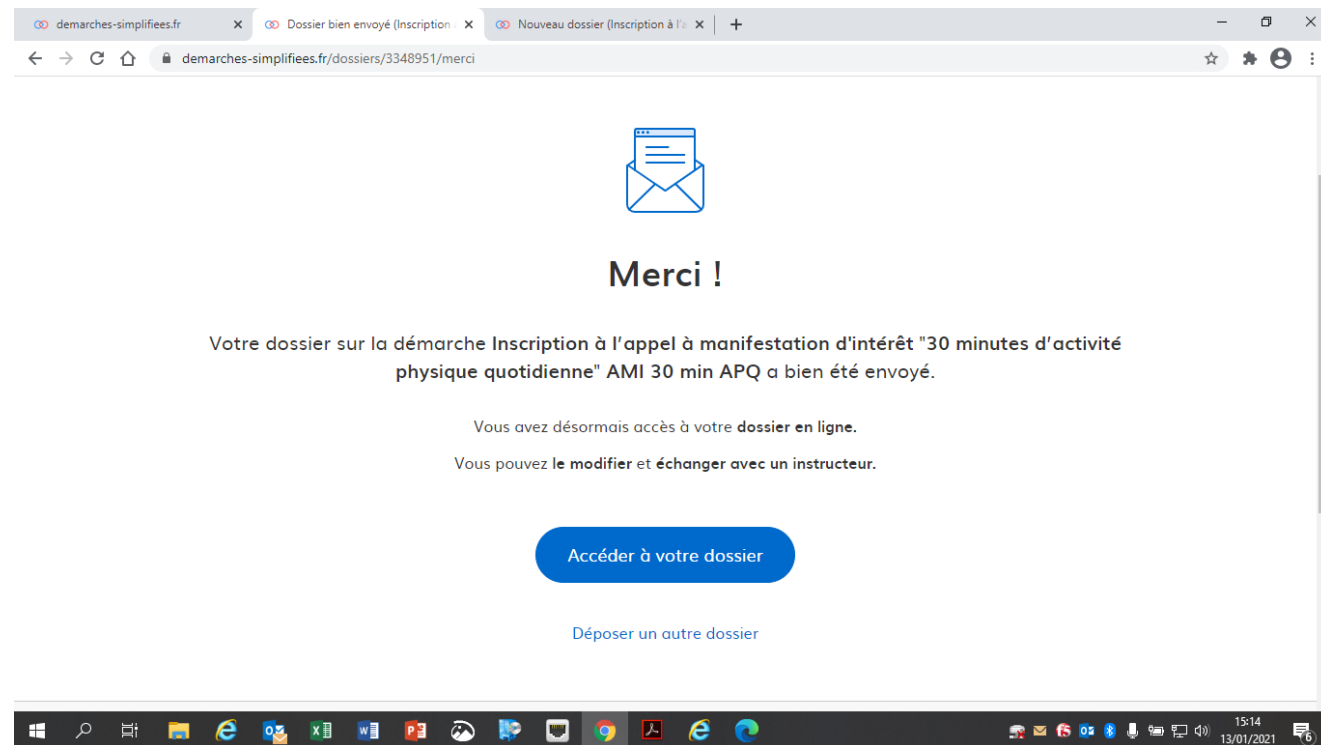 demarches-simplifiees.fr
Dossier bien envoyé (Inscription
Nouveau dossier (Inscription à l'a
demarches-simplifiees.fr/dossiers/3348951/merci
Merci !
Votre dossier sur la démarche Inscription à l’appel à manifestation d'intérêt "30 minutes d’activité
physique quotidienne" AMI 30 min APQ a bien été envoyé.
Vous avez désormais accès à votre dossier en ligne.
Vous pouvez le modifier et échanger avec un instructeur.
Accéder à votre dossier
Déposer un autre dossier
15:14
13/01/2021
6